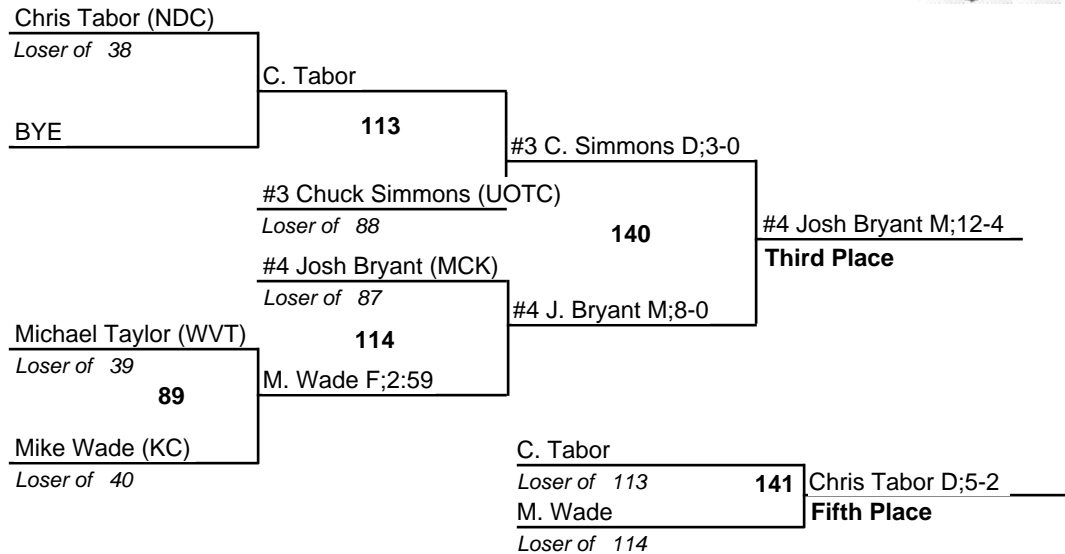 Chris Tabor (NDC)
Loser of 38
C. Tabor
BYE
113
#3 C. Simmons D;3-0
#3 Chuck Simmons (UOTC)
Loser of 88
140
#4 Josh Bryant M;12-4
Third Place
#4 Josh Bryant (MCK)
Loser of 87
#4 J. Bryant M;8-0
Michael Taylor (WVT)
Loser of 39
114
89
M. Wade F;2:59
Mike Wade (KC)
Loser of 40
C. Tabor
Loser of 113
141
Chris Tabor D;5-2
M. Wade
Fifth Place
Loser of 114